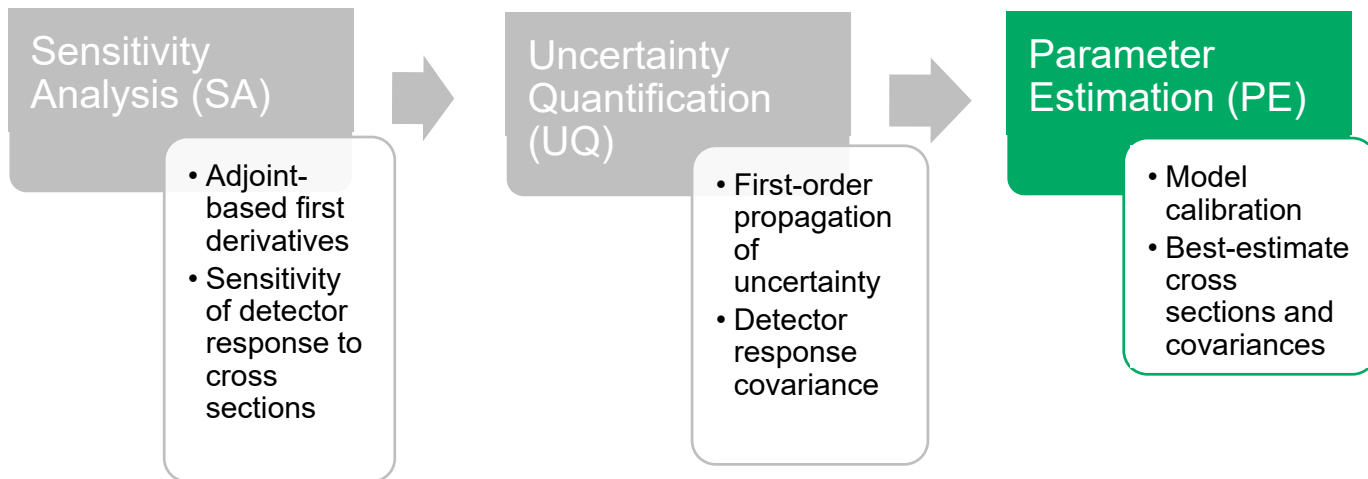 Sensitivity
Analysis (SA)
• Adjoint-
based first
derivatives
• Sensitivity
of detector
response to
cross
sections
Uncertainty
Quantification
(UQ)
• First-order
propagation
of
uncertainty
• Detector
response
covariance
Parameter
Estimation (PE)
• Model
calibration
• Best-estimate
cross
sections and
covariances